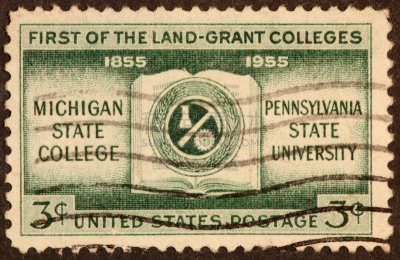 FIRST OF THE LAND-GRANT COLLEGES
1855 1955
MICHIGAN
STATE
COLLEGE
PENNSYLVANIA
STATE
UNIVERSITY
3¢ UNITED STATES POSTAGE 3¢